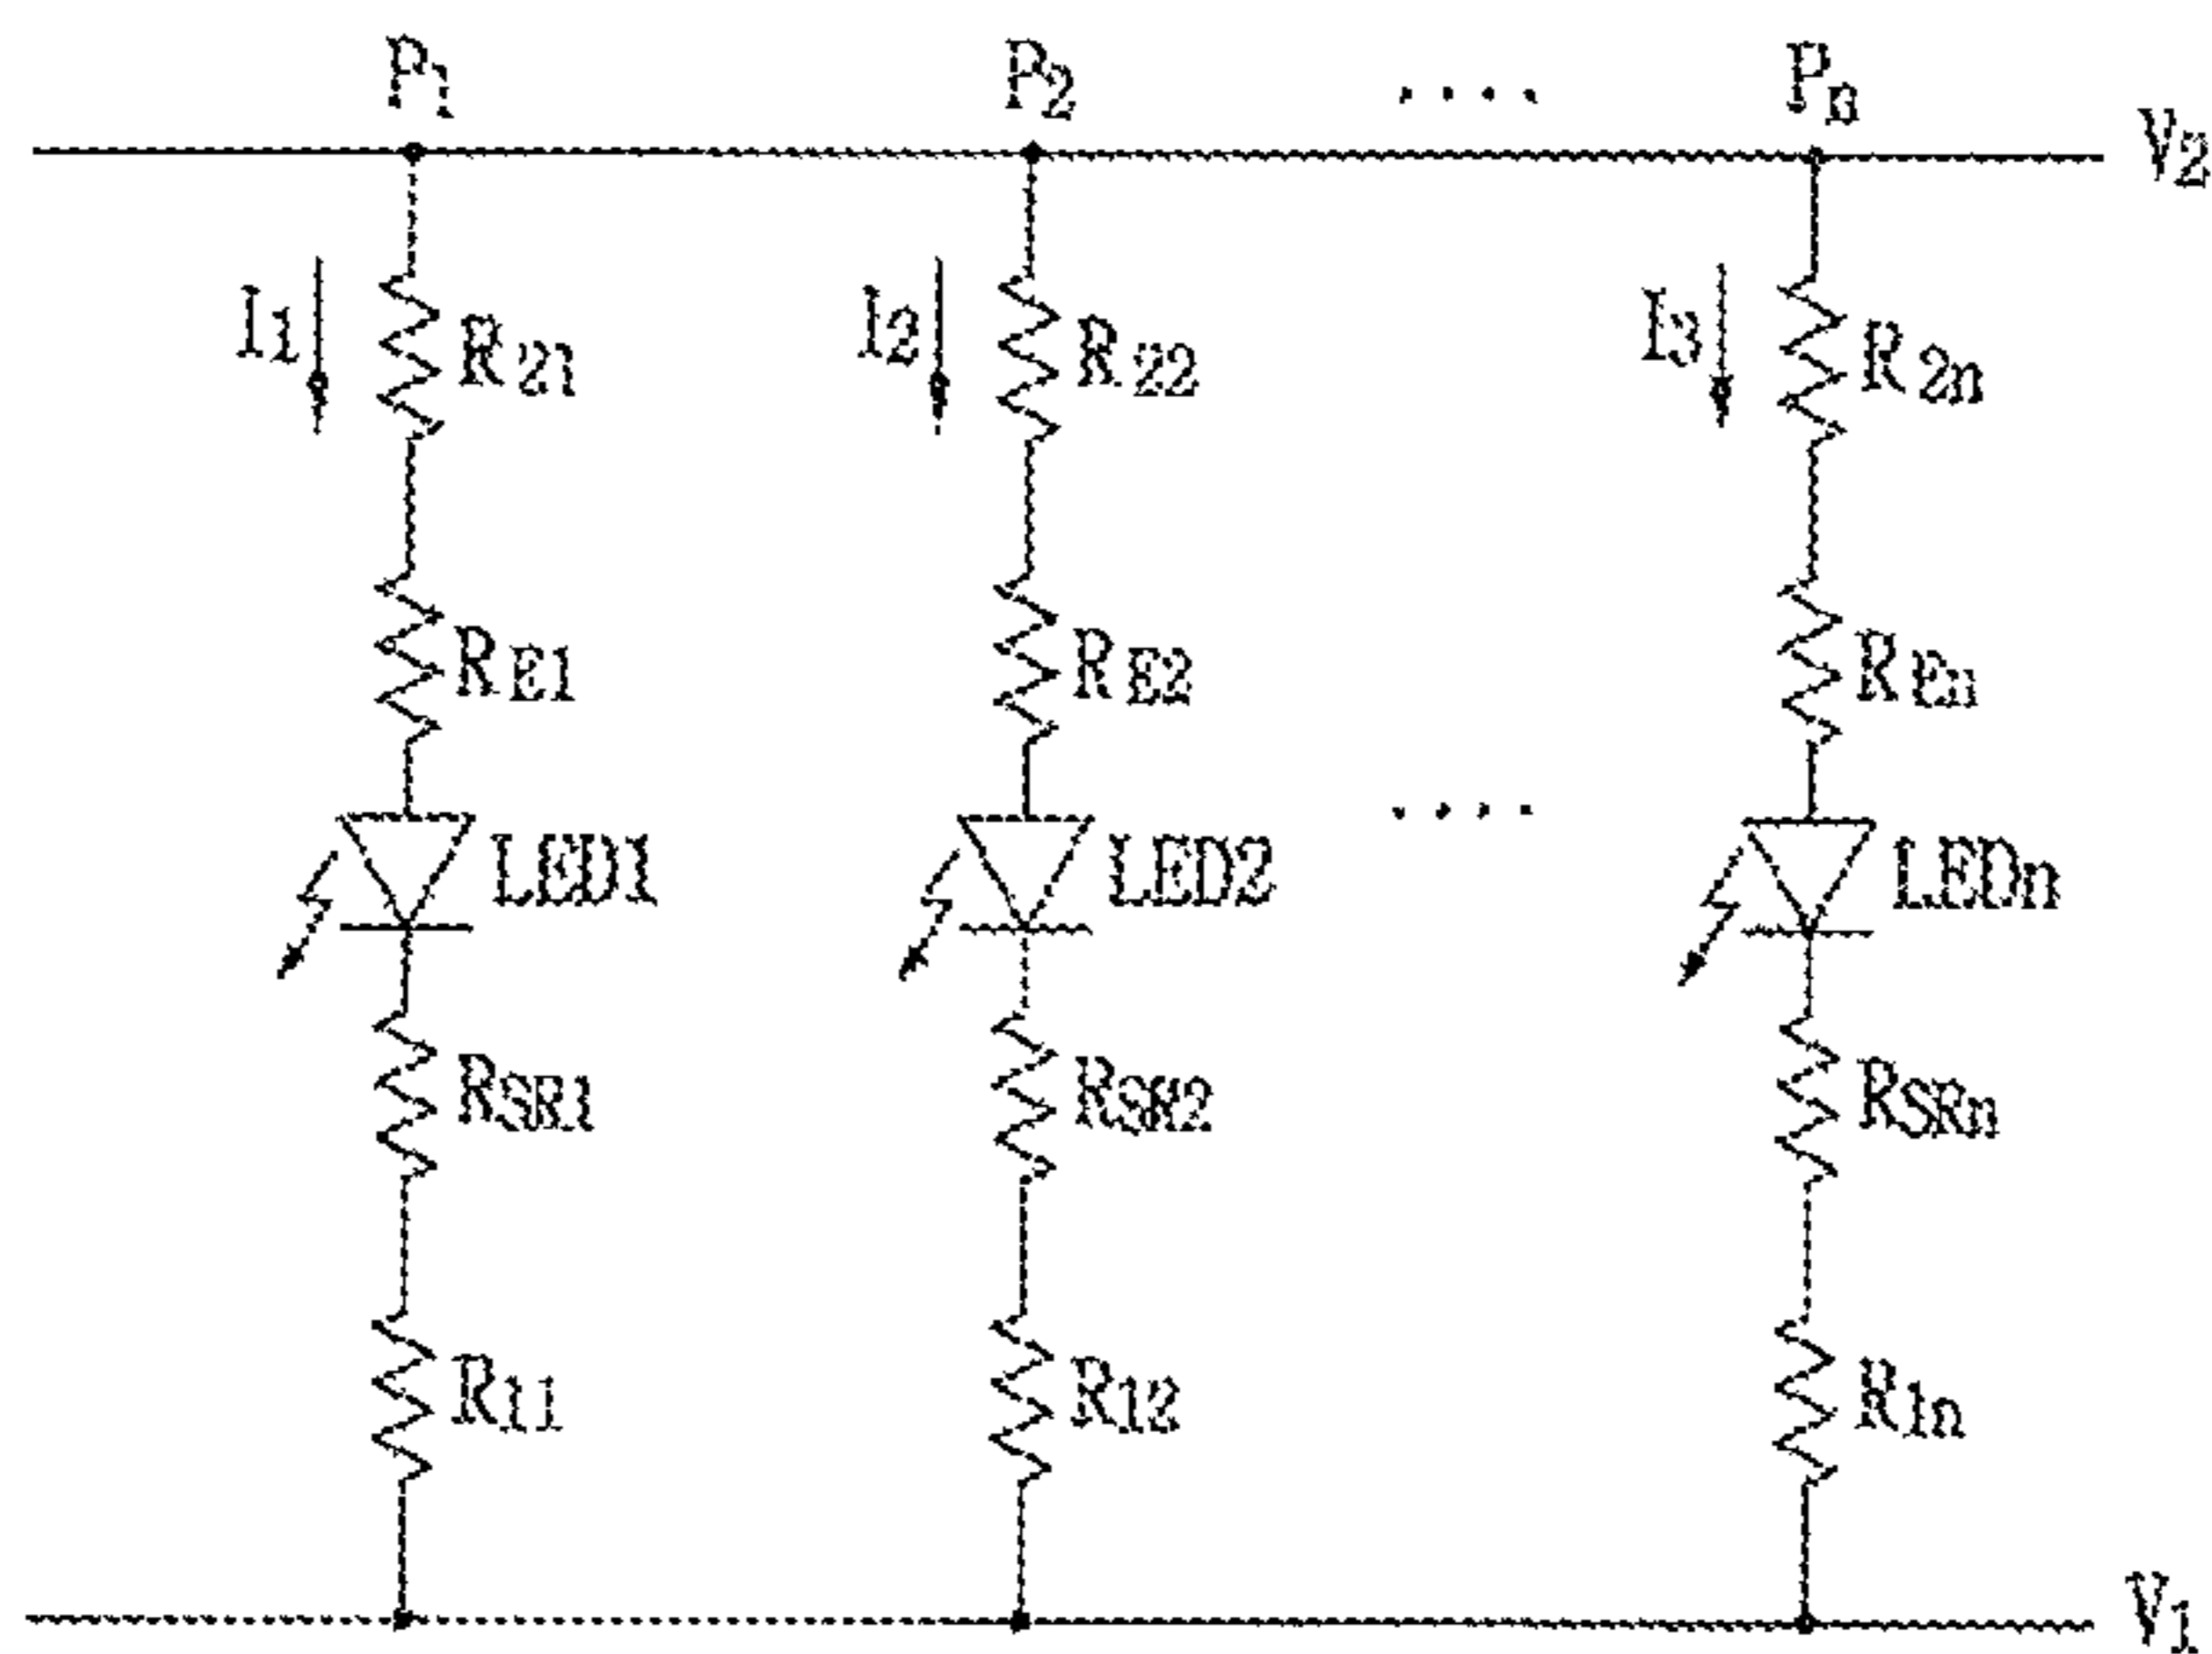 P1 P2 .... Pn
V2
I1 R21 I2 R22 I3 R2n
RE1 RE2 REn
....
LED1 LED2 LEDn
RSR1 RSR2 RSRn
R11 R12 R1n
V1